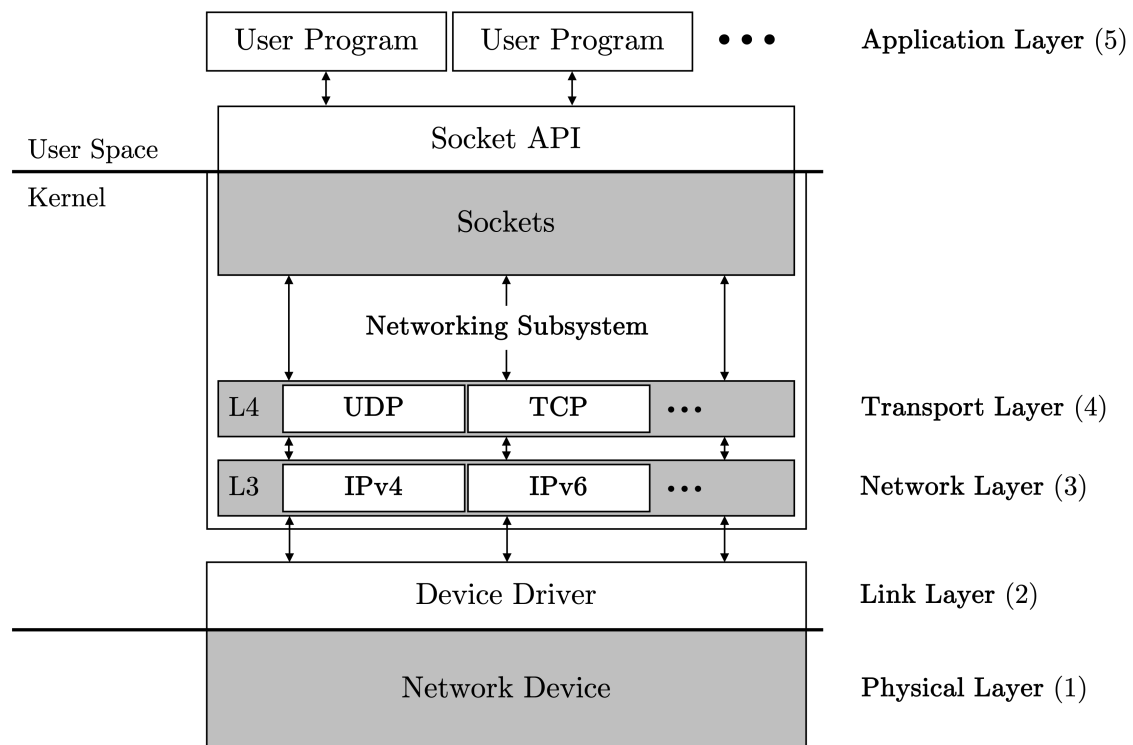 User Program User Program ••• Application Layer (5)
Socket API
User Space
Kernel
Sockets
Networking Subsystem
L4 UDP TCP ••• Transport Layer (4)
L3 IPv4 IPv6 ••• Network Layer (3)
Device Driver Link Layer (2)
Network Device Physical Layer (1)